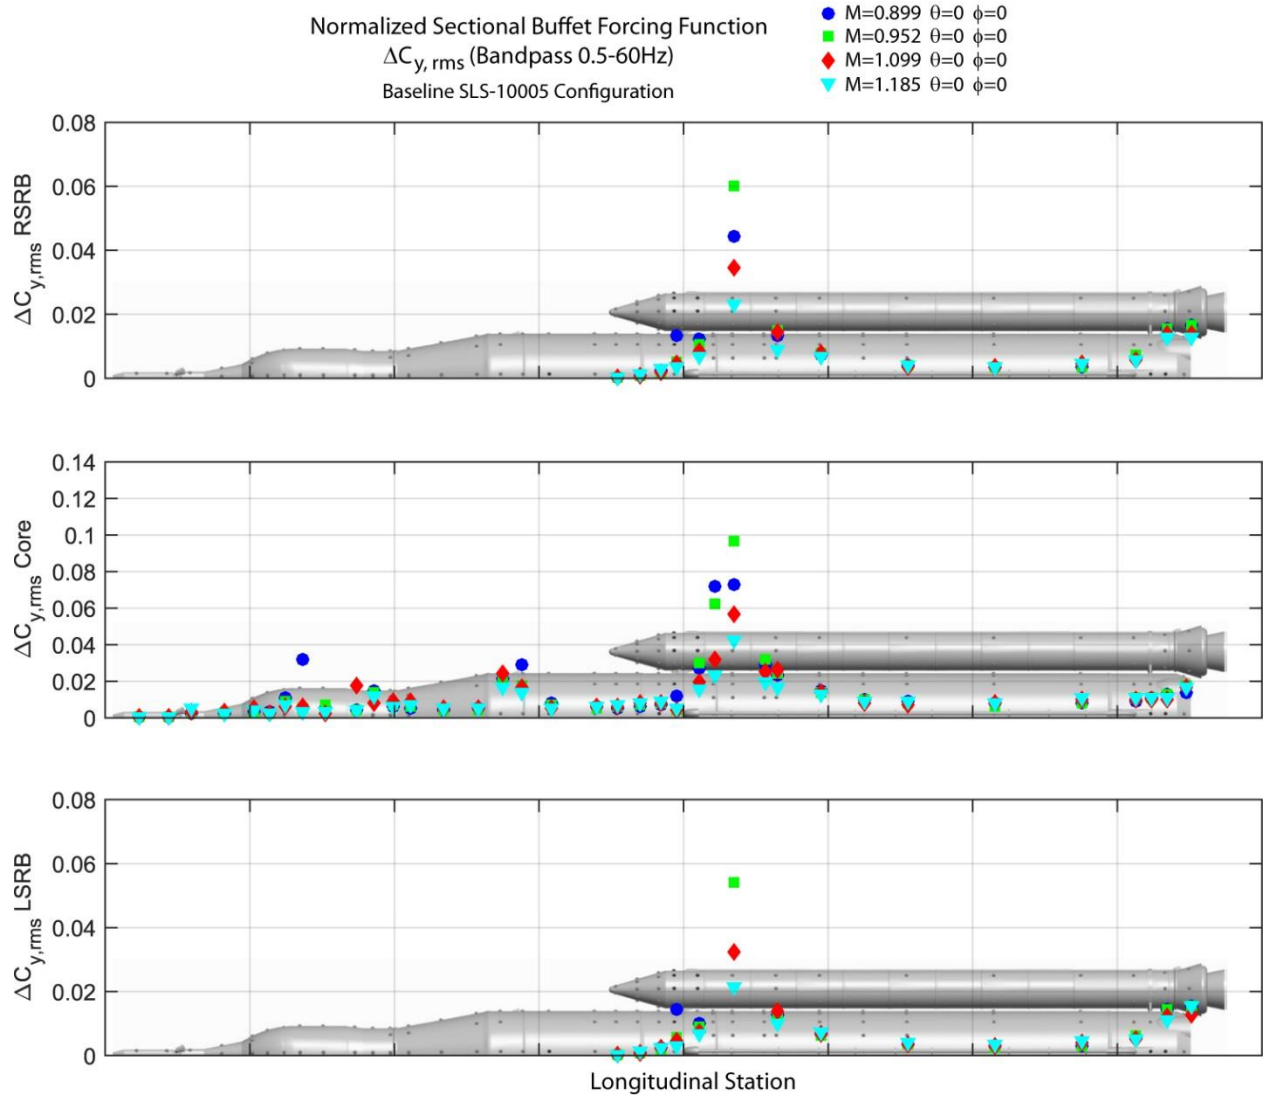 Normalized Sectional Buffet Forcing Function
ΔCy, rms (Bandpass 0.5-60Hz)
Baseline SLS-10005 Configuration
M=0.899 θ=0 ϕ=0
M=0.952 θ=0 ϕ=0
M=1.099 θ=0 ϕ=0
M=1.185 θ=0 ϕ=0
ΔCy,rms RSRB
0.08
0.06
0.04
0.02
0
ΔCy,rms Core
0.14
0.12
0.1
0.08
0.06
0.04
0.02
0
ΔCy,rms LSRB
0.08
0.06
0.04
0.02
0
Longitudinal Station